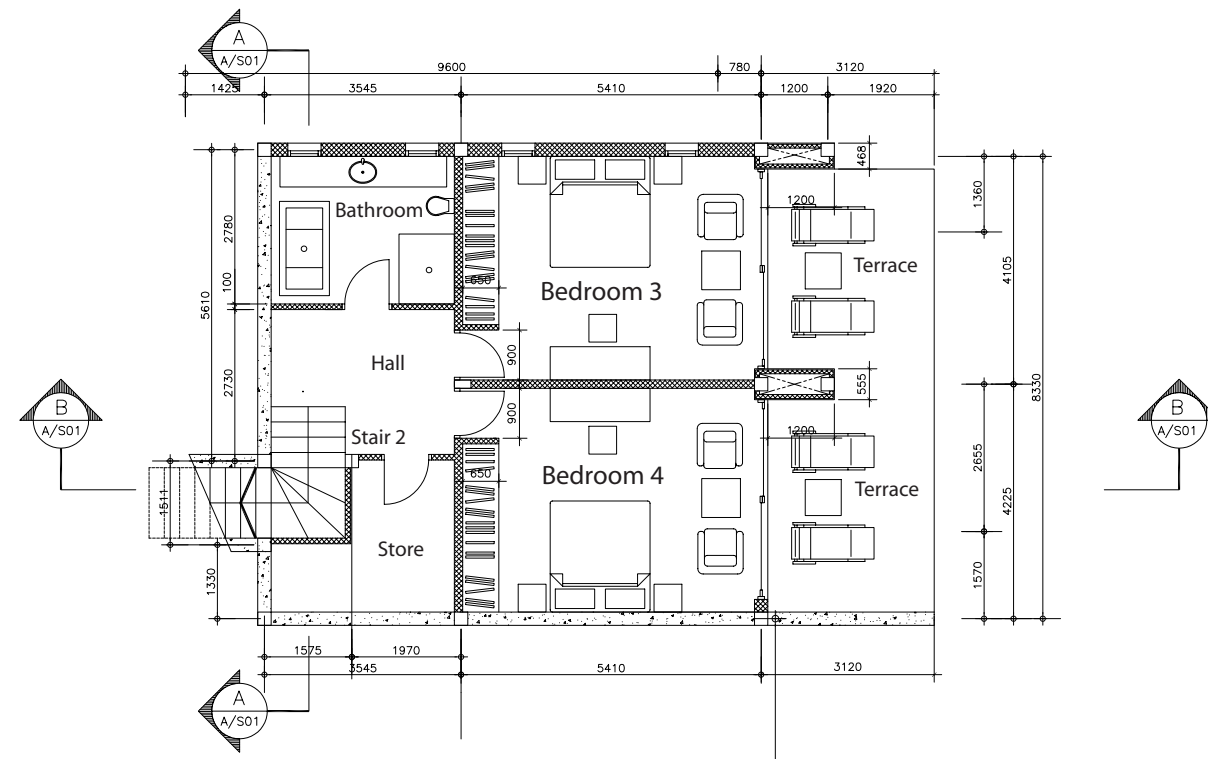 A
A/S01
9600
780
3120
1425
3545
5410
1200
1920
468
1360
1200
Bathroom
2780
Terrace
4105
650
100
Bedroom 3
5610
Hall
900
2730
555
8330
B
A/S01
900
B
A/S01
Stair 2
1200
2655
650
Bedroom 4
Terrace
4225
1511
Store
1330
1570
1575
1970
3545
5410
3120
A
A/S01